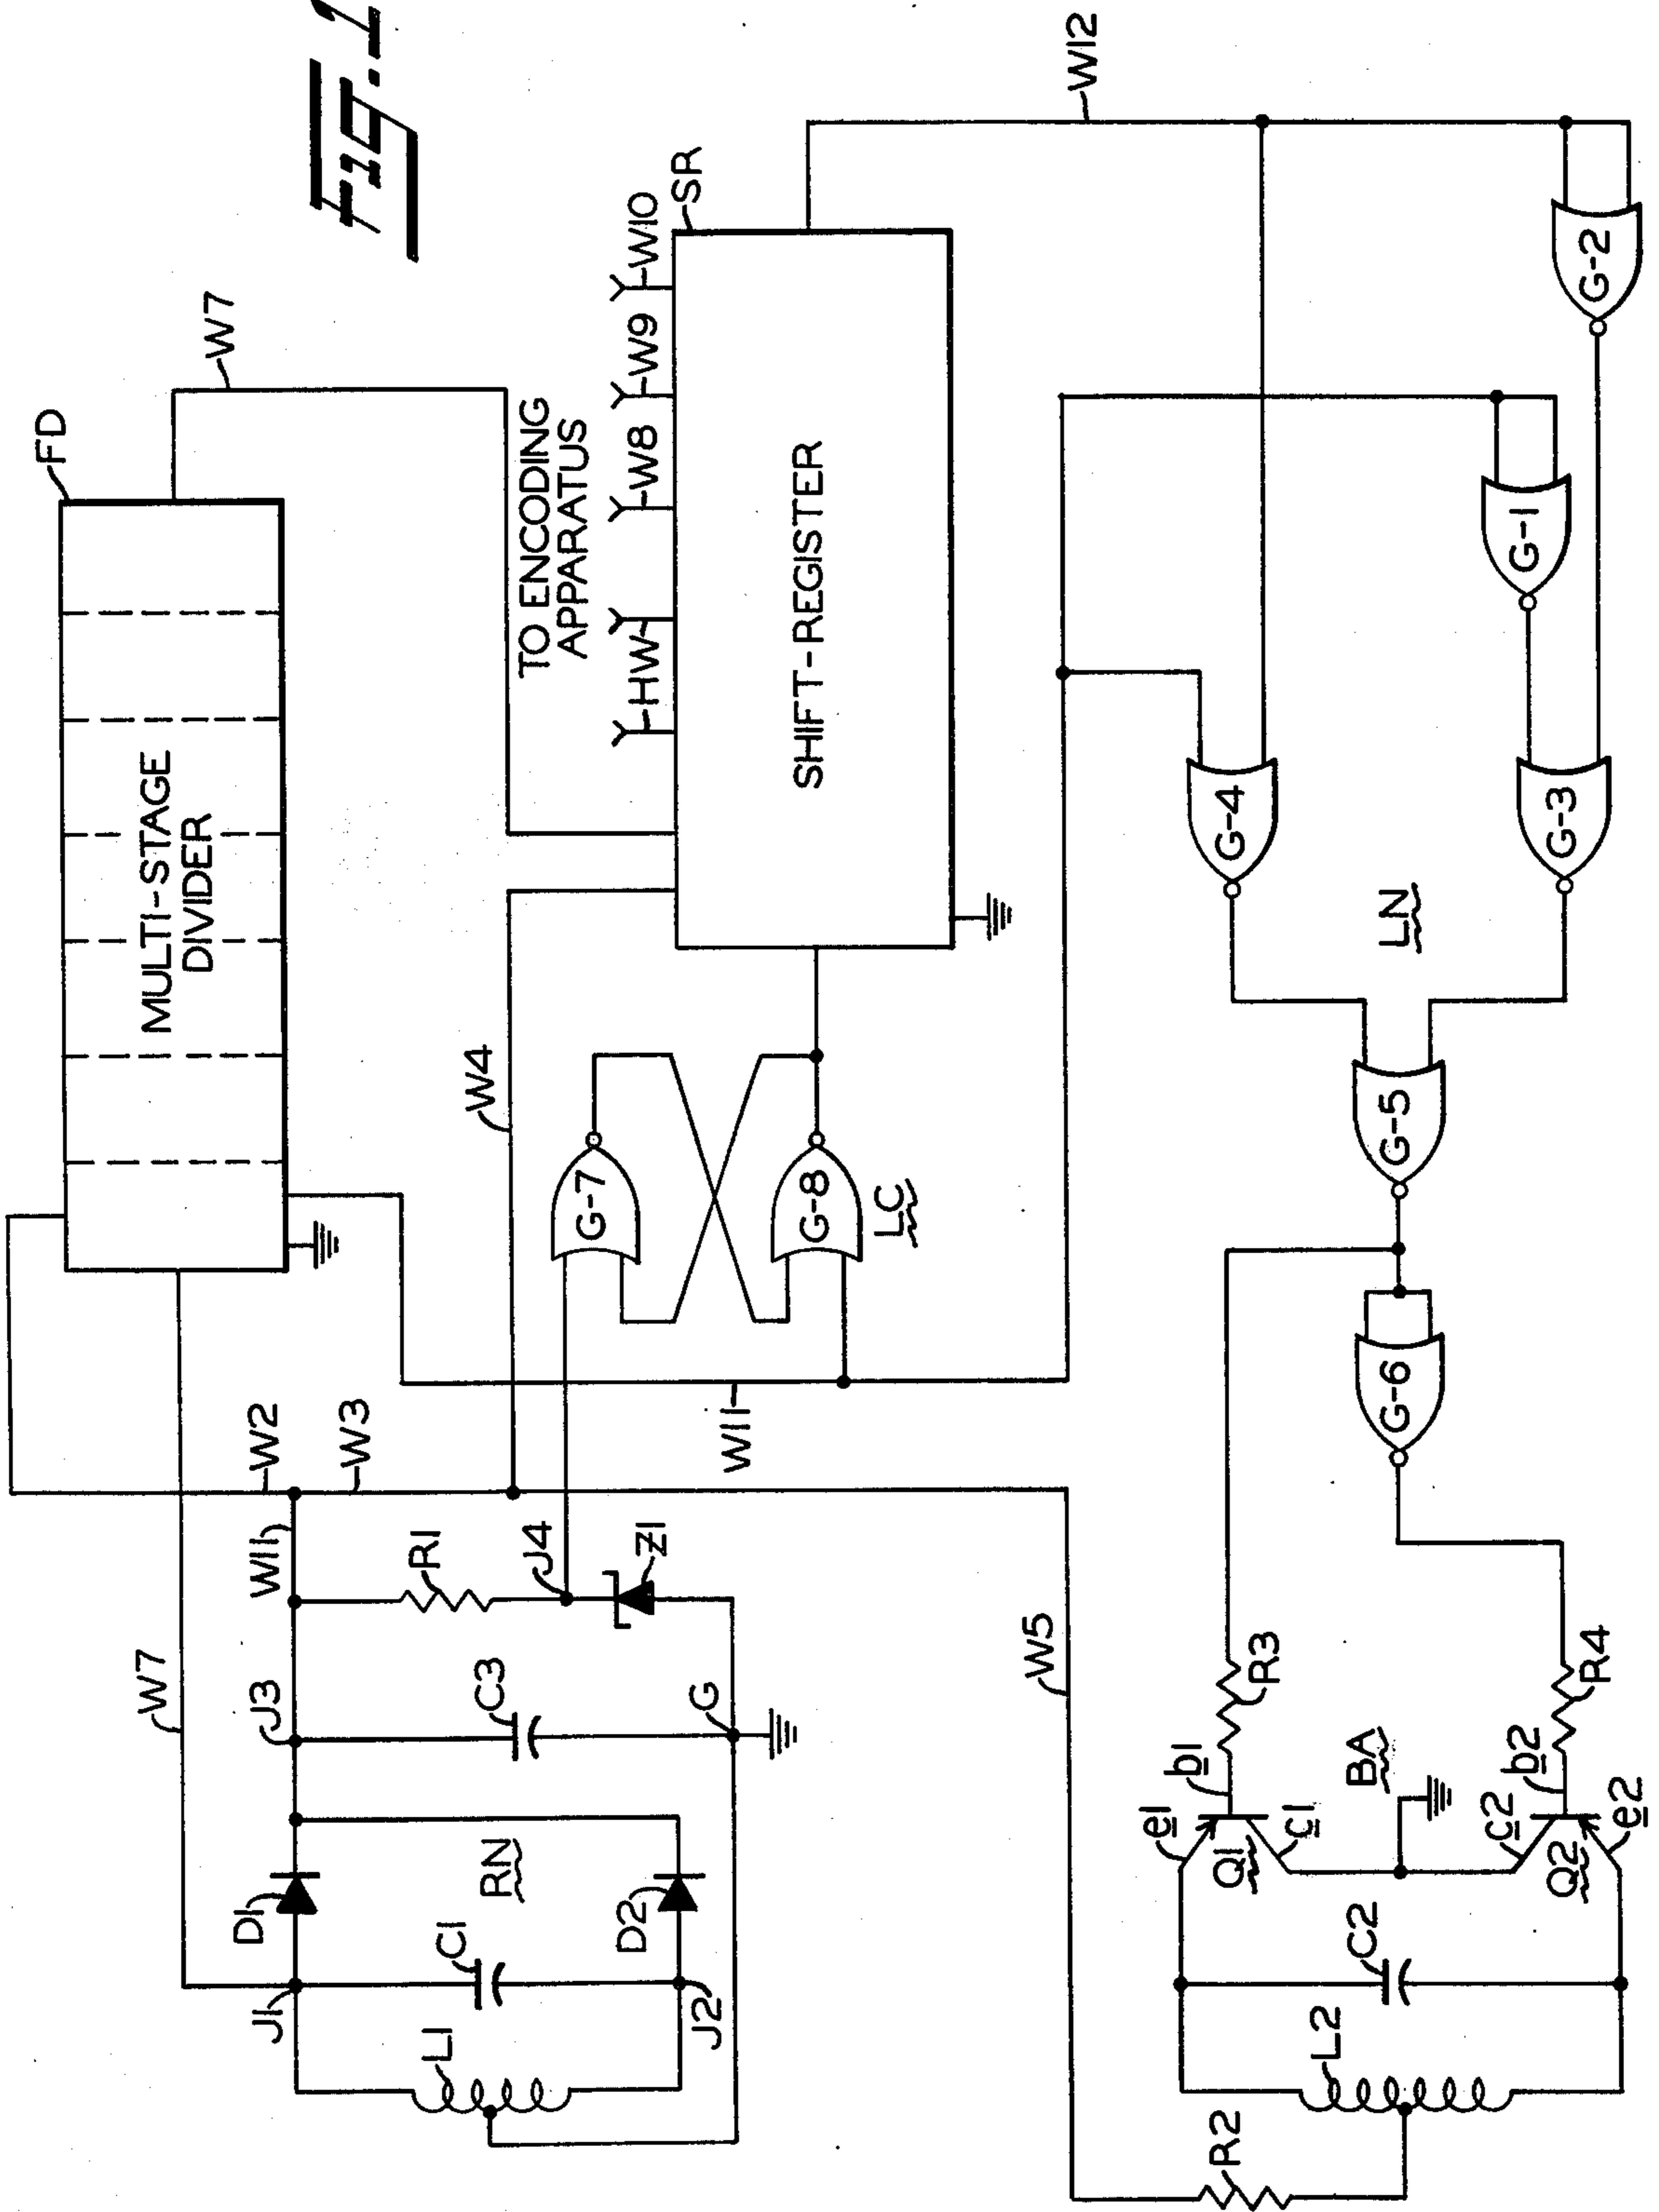 FIG. 1
FD
W7
MULTI-STAGE
DIVIDER
W2
W3
W11
W7
W4
TO ENCODING
APPARATUS
HW
W8
W9
W10
SR
SHIFT-REGISTER
J1
D1
J3
R1
J4
Z1
C3
G
L1
C1
RN
D2
J2
G-7
G-8
LC
W11
W12
W5
R2
L2
C2
e1
b1
Q1
c1
BA
c2
b2
Q2
e2
R3
R4
G-6
G-5
LN
G-4
G-3
G-1
G-2